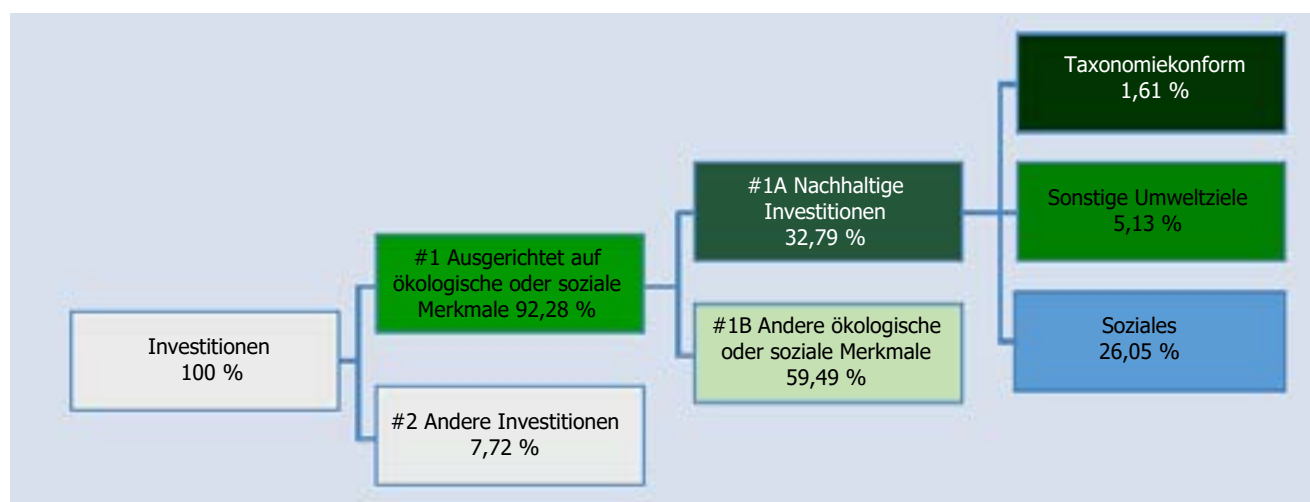 Investitionen
100 %
#1 Ausgerichtet auf
ökologische oder soziale
Merkmale 92,28 %
#2 Andere Investitionen
7,72 %
#1A Nachhaltige
Investitionen
32,79 %
#1B Andere ökologische
oder soziale Merkmale
59,49 %
Taxonomiekonform
1,61 %
Sonstige Umweltziele
5,13 %
Soziales
26,05 %